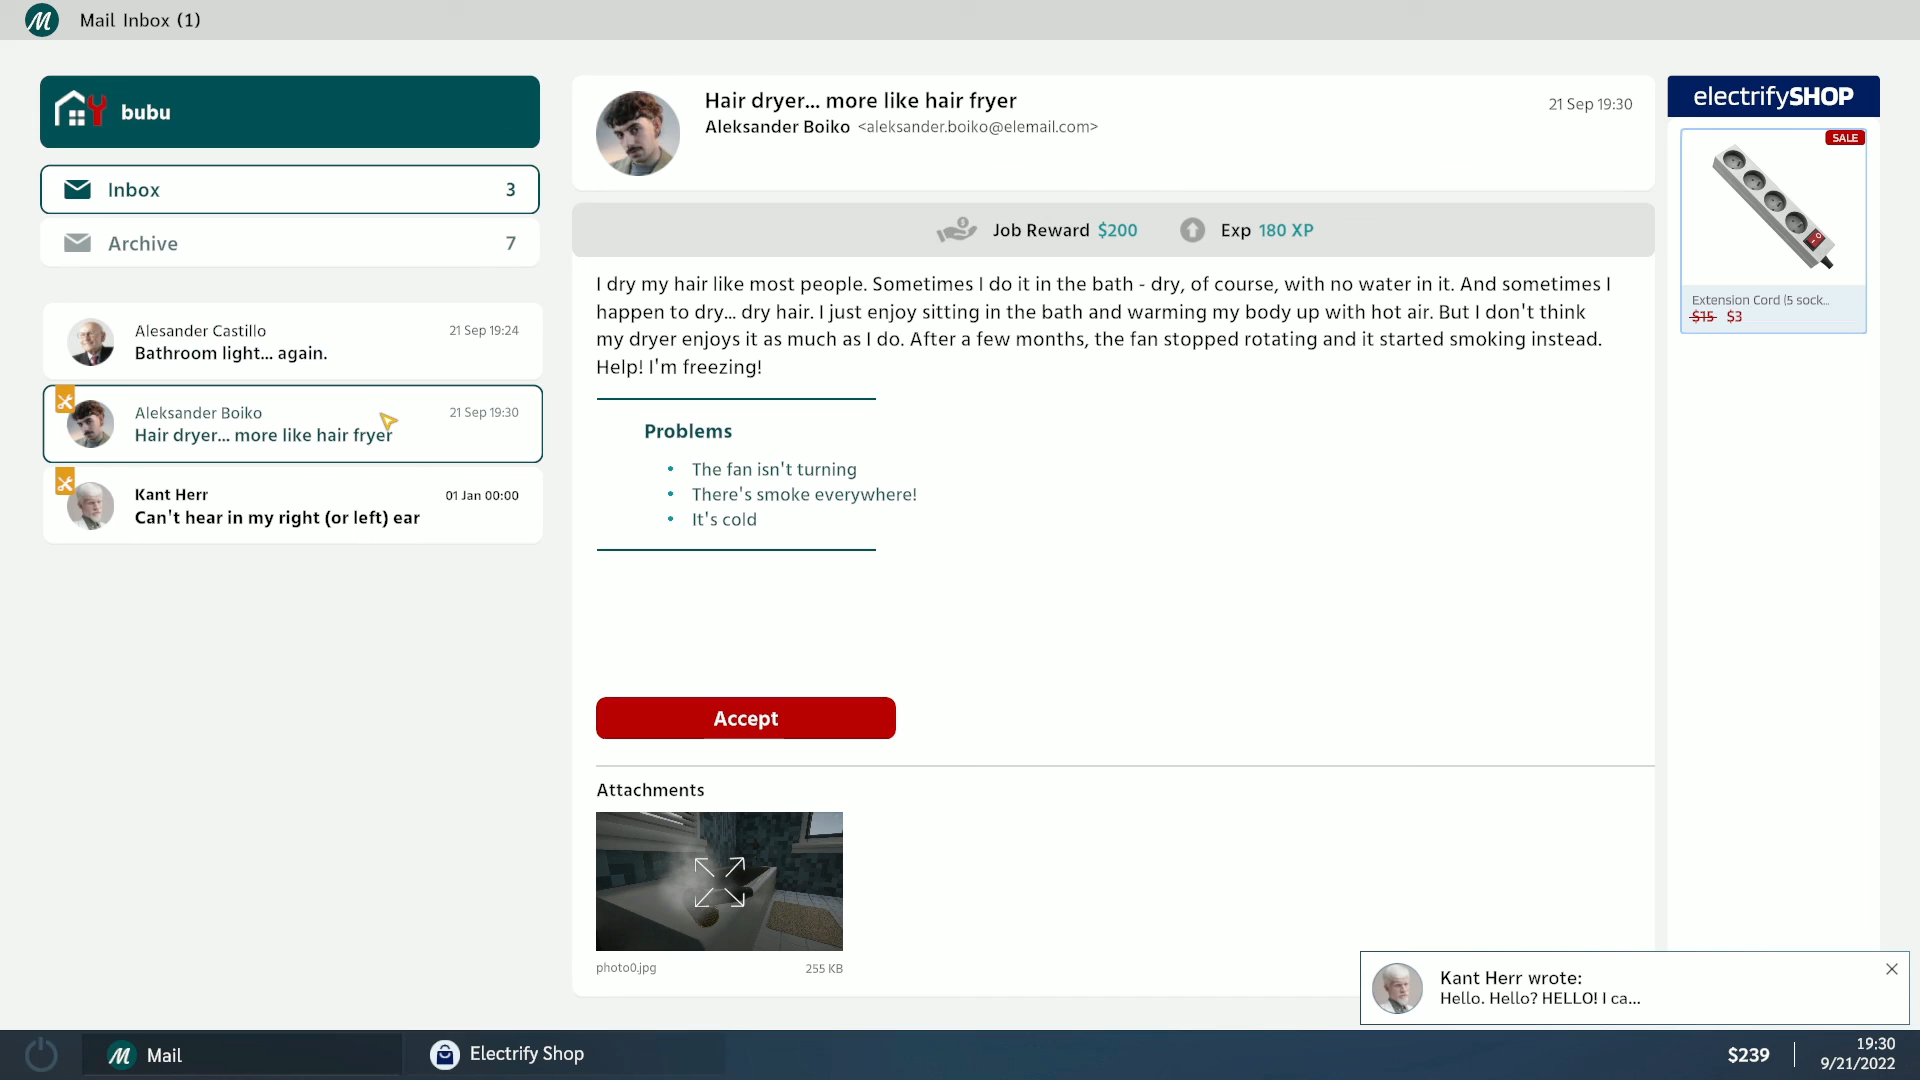 Mail Inbox (1)
bubu
Inbox 3
Archive 7
Alesander Castillo 21 Sep 19:24
Bathroom light... again.
Aleksander Boiko 21 Sep 19:30
Hair dryer... more like hair fryer
Kant Herr 01 Jan 00:00
Can't hear in my right (or left) ear
Hair dryer... more like hair fryer
21 Sep 19:30
Aleksander Boiko <aleksander.boiko@elemail.com>
Job Reward $200 Exp 180 XP
I dry my hair like most people. Sometimes I do it in the bath - dry, of course, with no water in it. And sometimes I
happen to dry... dry hair. I just enjoy sitting in the bath and warming my body up with hot air. But I don't think
my dryer enjoys it as much as I do. After a few months, the fan stopped rotating and it started smoking instead.
Help! I'm freezing!
Problems
• The fan isn't turning
• There's smoke everywhere!
• It's cold
Accept
Attachments
photo0.jpg 255 KB
electrifySHOP
SALE
Extension Cord (5 sock...
$15 $3
Kant Herr wrote:
Hello. Hello? HELLO! I ca...
Mail
Electrify Shop
$239
19:30
9/21/2022